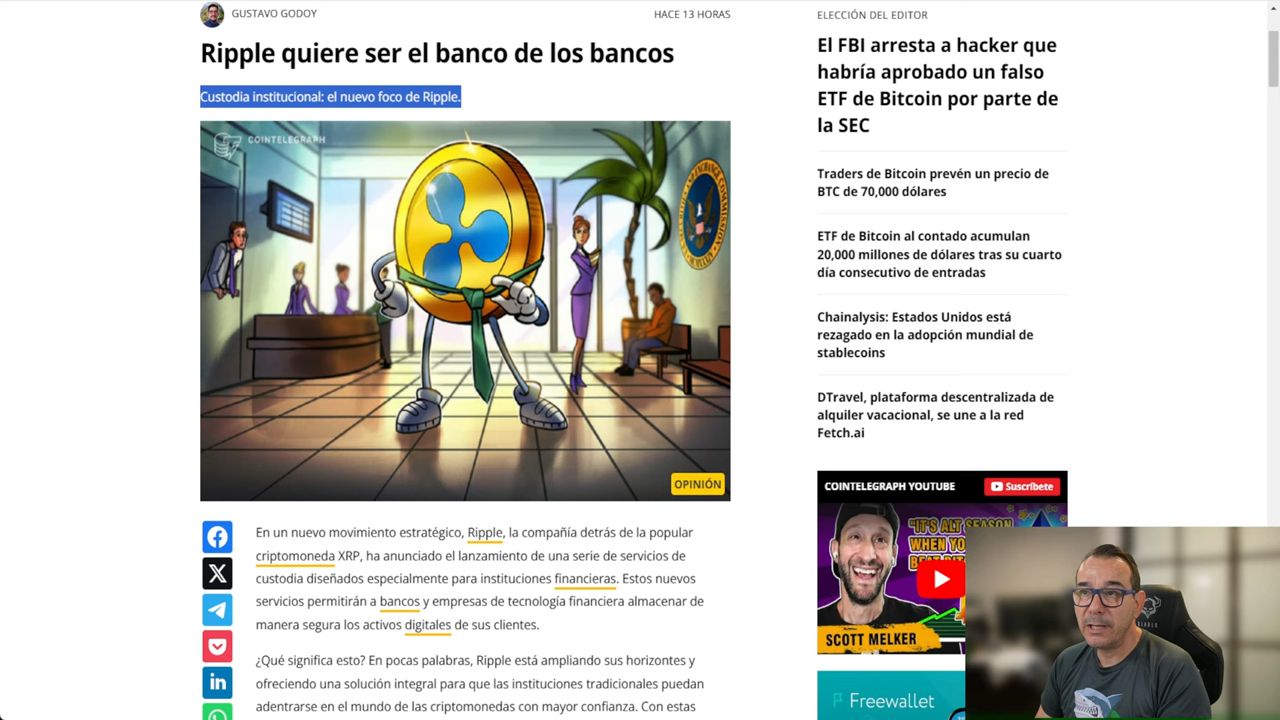 GUSTAVO GODOY
HACE 13 HORAS
Ripple quiere ser el banco de los bancos
Custodia institucional: el nuevo foco de Ripple.
COINTELEGRAPH
OPINIÓN
En un nuevo movimiento estratégico, Ripple, la compañía detrás de la popular
criptomoneda XRP, ha anunciado el lanzamiento de una serie de servicios de
custodia diseñados especialmente para instituciones financieras. Estos nuevos
servicios permitirán a bancos y empresas de tecnología financiera almacenar de
manera segura los activos digitales de sus clientes.
¿Qué significa esto? En pocas palabras, Ripple está ampliando sus horizontes y
ofreciendo una solución integral para que las instituciones tradicionales puedan
adentrarse en el mundo de las criptomonedas con mayor confianza. Con estas
ELECCIÓN DEL EDITOR
El FBI arresta a hacker que
habría aprobado un falso
ETF de Bitcoin por parte de
la SEC
Traders de Bitcoin prevén un precio de
BTC de 70,000 dólares
ETF de Bitcoin al contado acumulan
20,000 millones de dólares tras su cuarto
día consecutivo de entradas
Chainalysis: Estados Unidos está
rezagado en la adopción mundial de
stablecoins
DTravel, plataforma descentralizada de
alquiler vacacional, se une a la red
Fetch.ai
COINTELEGRAPH YOUTUBE
Suscríbete
"IT'S ALT SEASON
WHEN YO
SCOTT MELKER
Freewallet